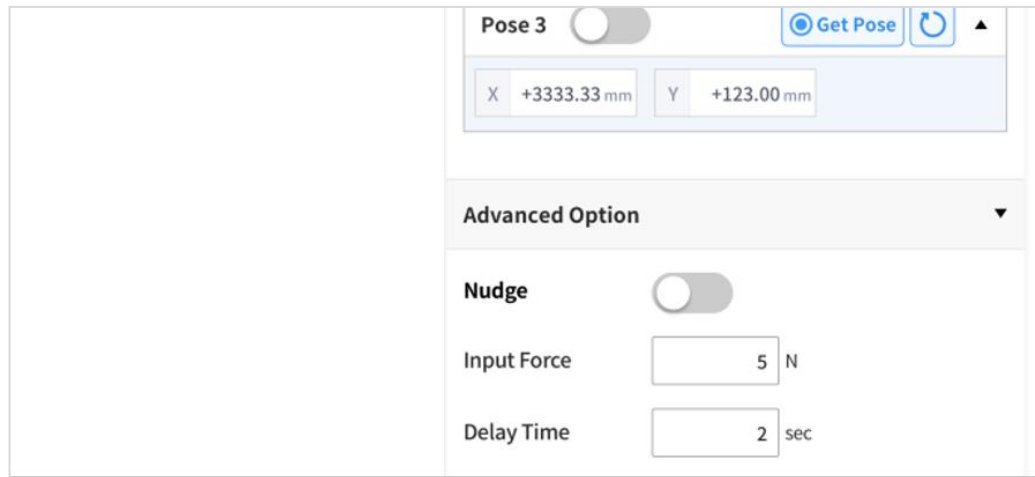 Pose 3 Get Pose
X +3333.33 mm Y +123.00 mm
Advanced Option
Nudge
Input Force 5 N
Delay Time 2 sec